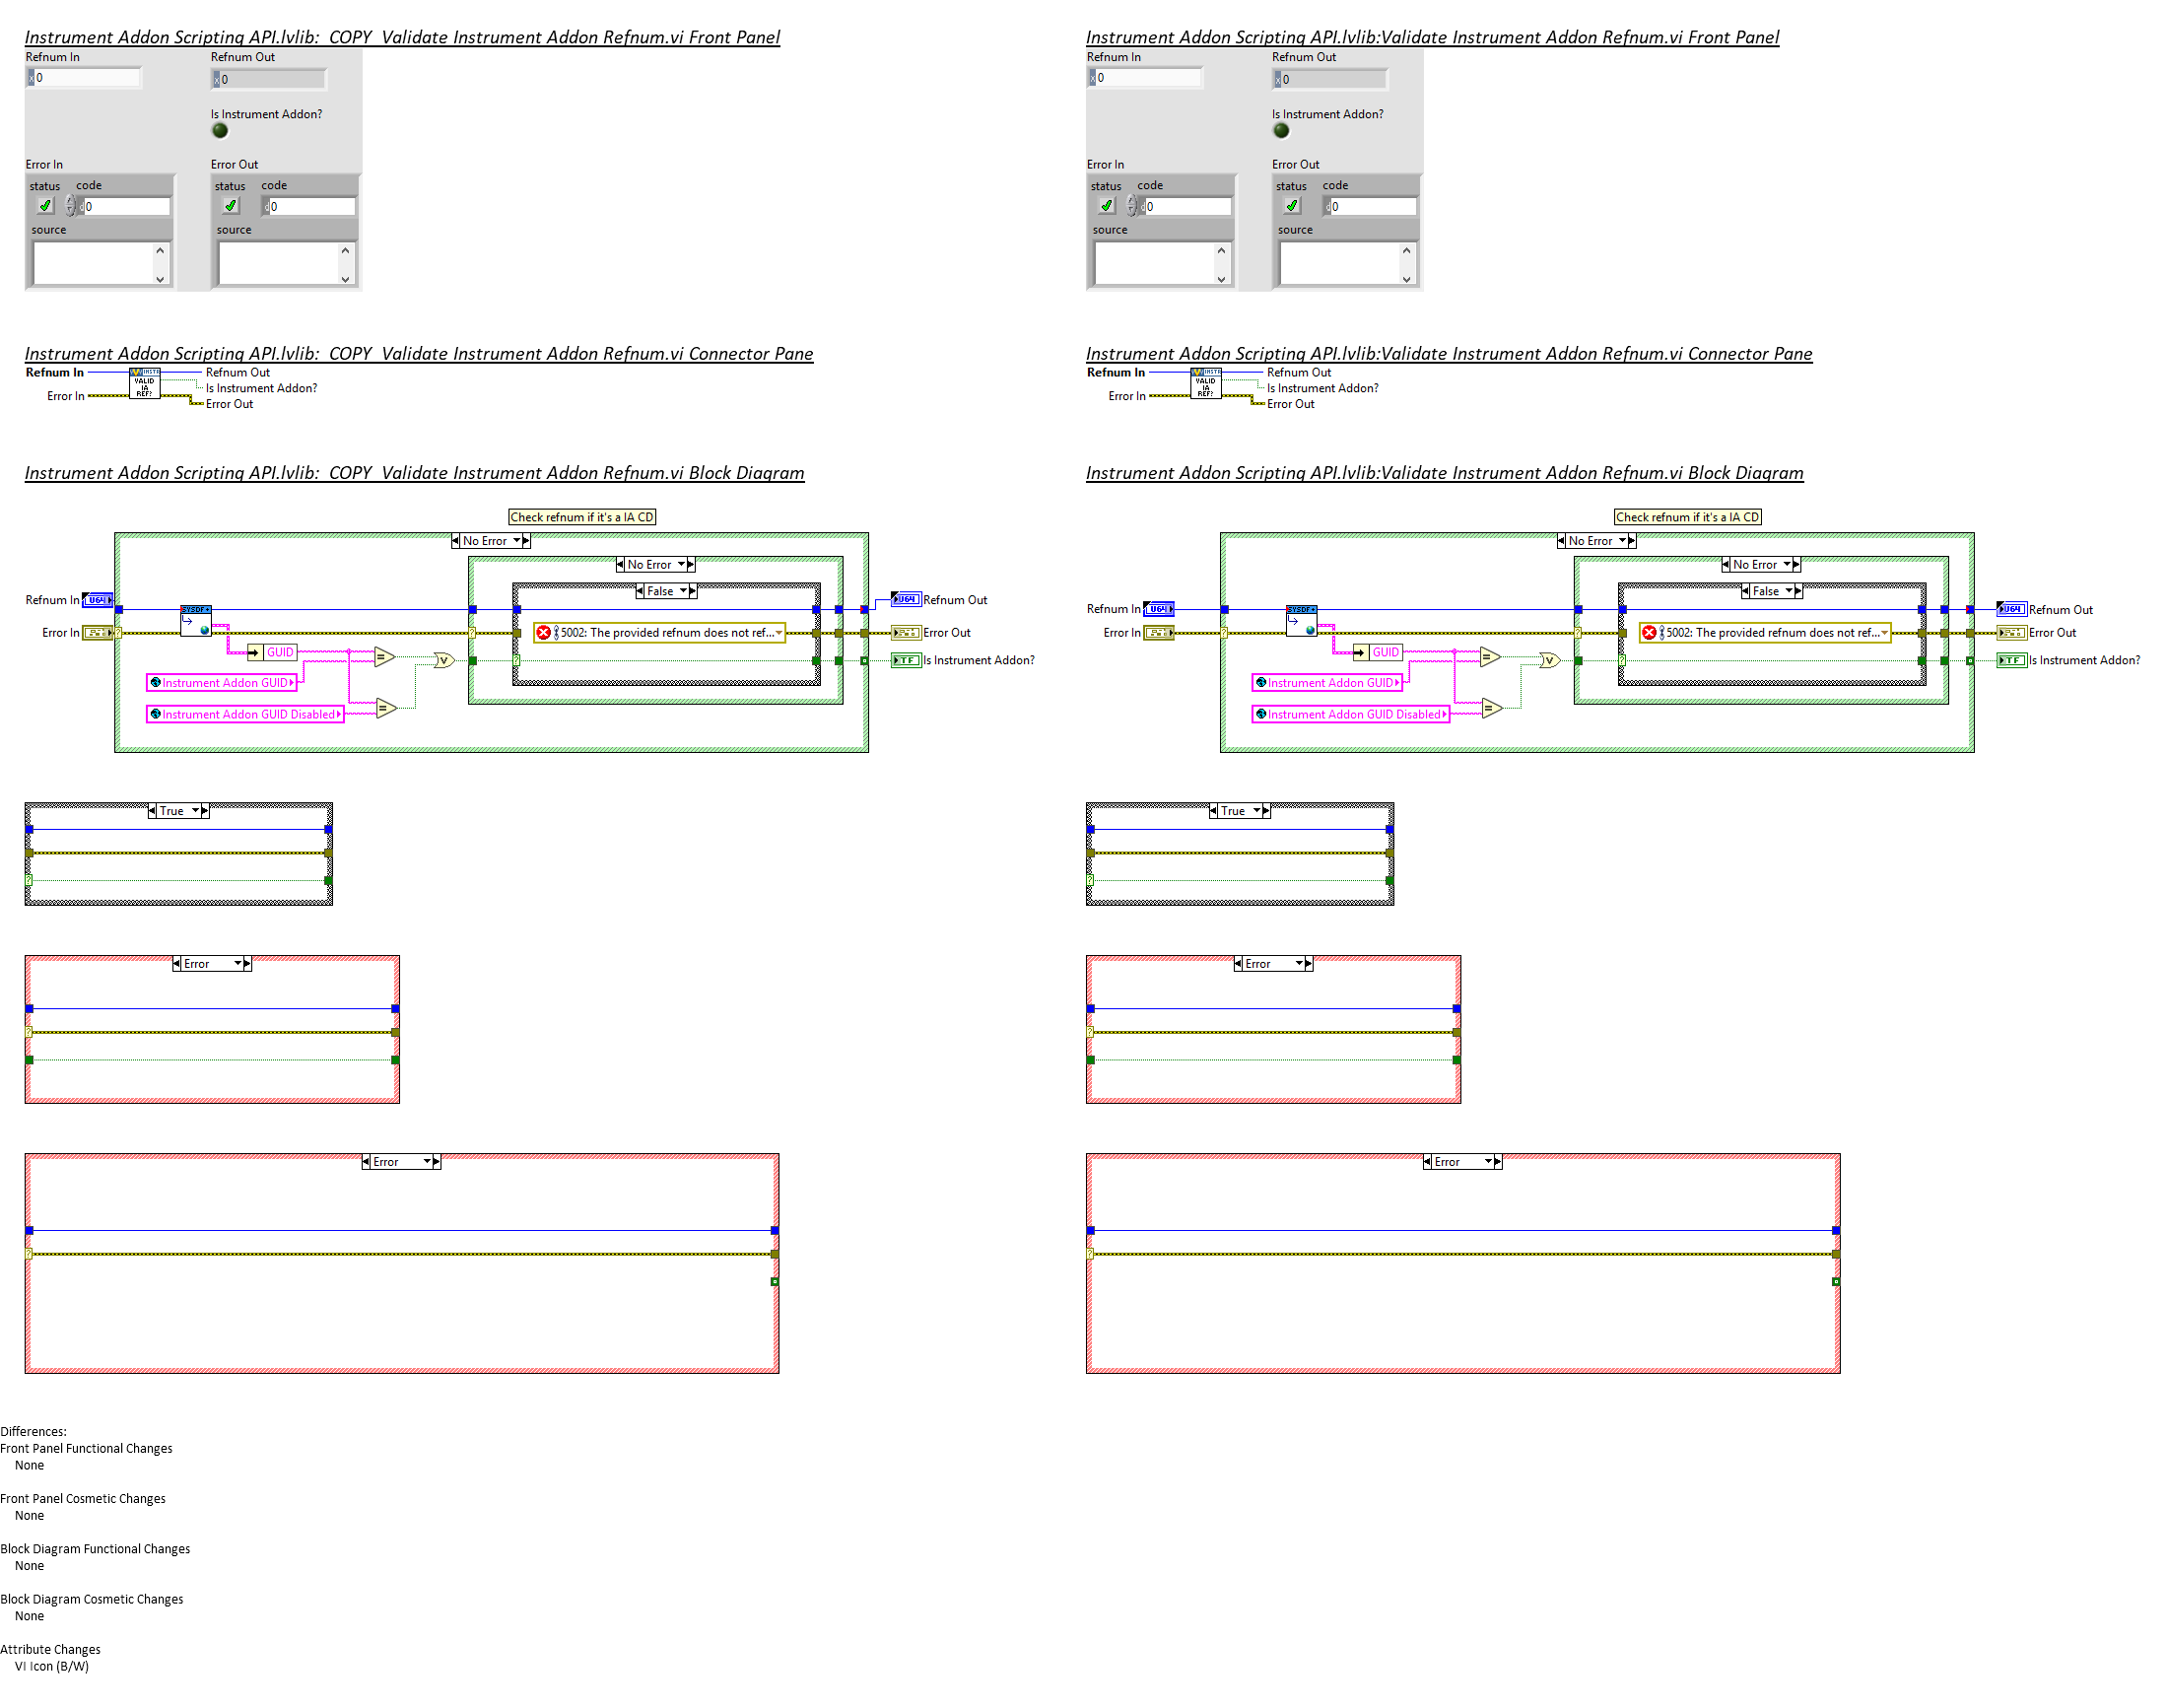 Instrument Addon Scripting API.lvlib:  COPY  Validate Instrument Addon Refnum.vi Front Panel
Refnum In
Refnum Out
x 0
x 0
Is Instrument Addon?
Error In
Error Out
status code
status code
d 0
d 0
source
source
Instrument Addon Scripting API.lvlib:  COPY  Validate Instrument Addon Refnum.vi Connector Pane
Refnum In
Refnum Out
INSTR
VALID
IA
REF?
Is Instrument Addon?
Error In
Error Out
Instrument Addon Scripting API.lvlib:  COPY  Validate Instrument Addon Refnum.vi Block Diagram
Check refnum if it's a IA CD
No Error
No Error
False
Refnum In
U64
SYSDF
U64
Refnum Out
Error In
? ?
5002: The provided refnum does not ref...
Error Out
GUID
=
V
?
TF
Is Instrument Addon?
Instrument Addon GUID
Instrument Addon GUID Disabled
=
True
?
Error
?
Error
?
Instrument Addon Scripting API.lvlib:Validate Instrument Addon Refnum.vi Front Panel
Refnum In
Refnum Out
x 0
x 0
Is Instrument Addon?
Error In
Error Out
status code
status code
d 0
d 0
source
source
Instrument Addon Scripting API.lvlib:Validate Instrument Addon Refnum.vi Connector Pane
Refnum In
Refnum Out
INSTR
VALID
IA
REF?
Is Instrument Addon?
Error In
Error Out
Instrument Addon Scripting API.lvlib:Validate Instrument Addon Refnum.vi Block Diagram
Check refnum if it's a IA CD
No Error
No Error
False
Refnum In
U64
SYSDF
U64
Refnum Out
Error In
? ?
5002: The provided refnum does not ref...
Error Out
GUID
=
V
?
TF
Is Instrument Addon?
Instrument Addon GUID
Instrument Addon GUID Disabled
=
True
?
Error
?
Error
?
Differences:
Front Panel Functional Changes
None
Front Panel Cosmetic Changes
None
Block Diagram Functional Changes
None
Block Diagram Cosmetic Changes
None
Attribute Changes
VI Icon (B/W)